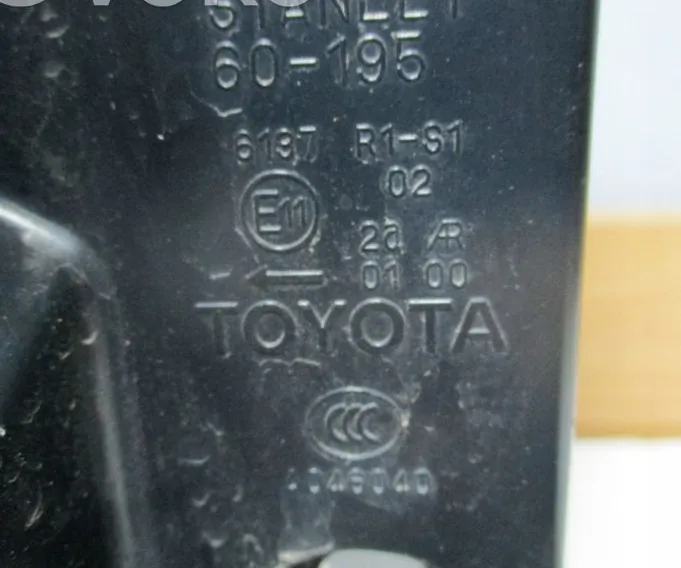 STANLEY
60-195
6197 R1-S1
02
E11
2a AR
← 01 00
TOYOTA
CCC
A046040